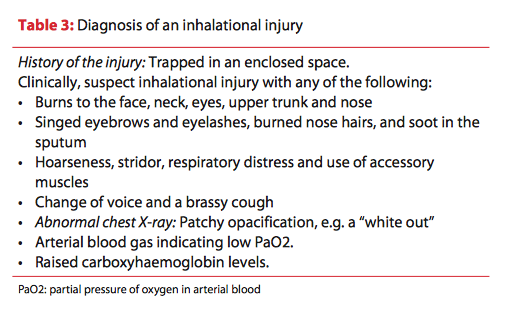 Table 3: Diagnosis of an inhalational injury
History of the injury: Trapped in an enclosed space.
Clinically, suspect inhalational injury with any of the following:
• Burns to the face, neck, eyes, upper trunk and nose
• Singed eyebrows and eyelashes, burned nose hairs, and soot in the
sputum
• Hoarseness, stridor, respiratory distress and use of accessory
muscles
• Change of voice and a brassy cough
• Abnormal chest X-ray: Patchy opacification, e.g. a “white out”
• Arterial blood gas indicating low PaO2.
• Raised carboxyhaemoglobin levels.
PaO2: partial pressure of oxygen in arterial blood